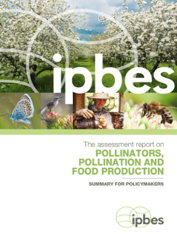 ipbes
The assessment report on
POLLINATORS,
POLLINATION AND
FOOD PRODUCTION
SUMMARY FOR POLICYMAKERS
ipbes